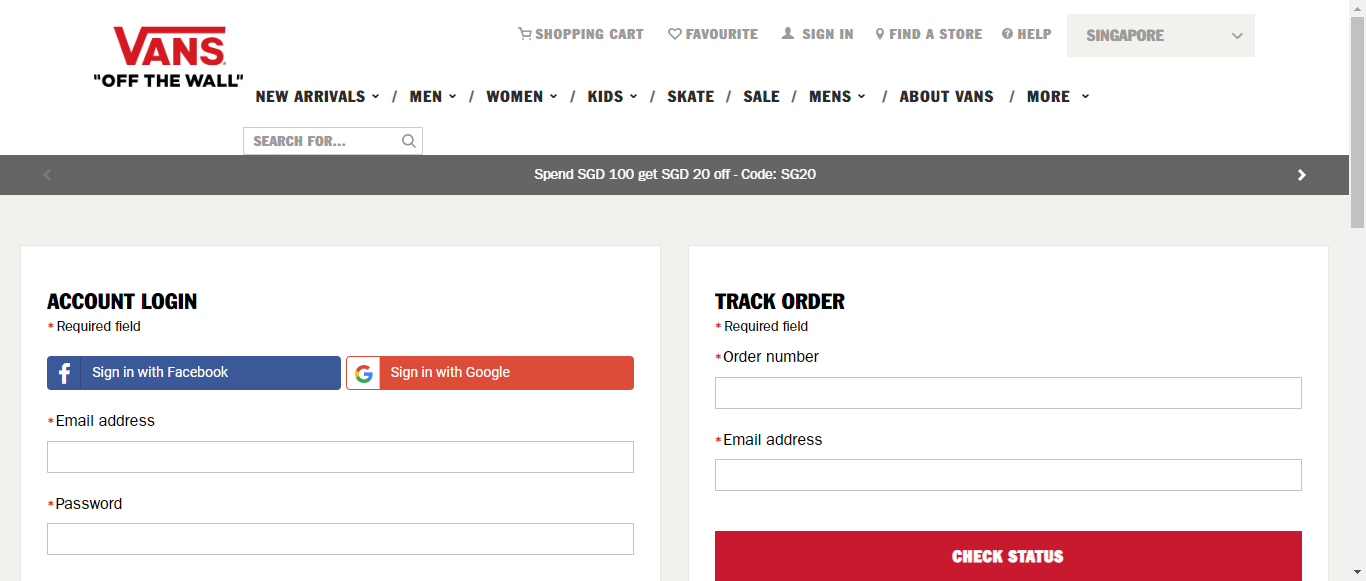 VANS
"OFF THE WALL"
SHOPPING CART FAVOURITE SIGN IN FIND A STORE HELP SINGAPORE
NEW ARRIVALS / MEN / WOMEN / KIDS / SKATE / SALE / MENS / ABOUT VANS / MORE
SEARCH FOR...
Spend SGD 100 get SGD 20 off - Code: SG20
ACCOUNT LOGIN
* Required field
Sign in with Facebook
Sign in with Google
*Email address
*Password
TRACK ORDER
* Required field
*Order number
*Email address
CHECK STATUS